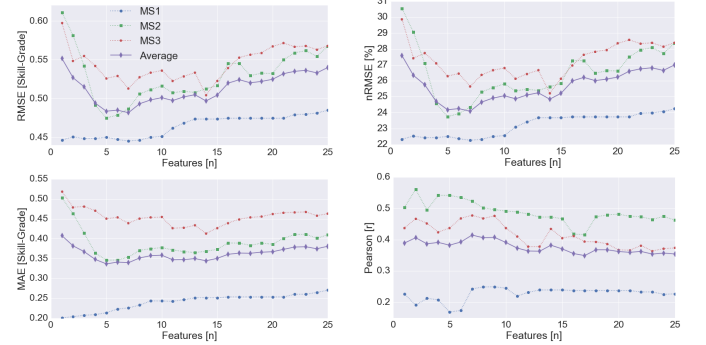 MS1
MS2
MS3
Average
0.60
0.55
0.50
0.45
RMSE [Skill-Grade]
0 5 10 15 20 25
Features [n]
31
30
29
28
27
26
25
24
23
22
nRMSE [%]
0 5 10 15 20 25
Features [n]
0.55
0.50
0.45
0.40
0.35
0.30
0.25
0.20
MAE [Skill-Grade]
0 5 10 15 20 25
Features [n]
0.6
0.5
0.4
0.3
0.2
Pearson [r]
0 5 10 15 20 25
Features [n]